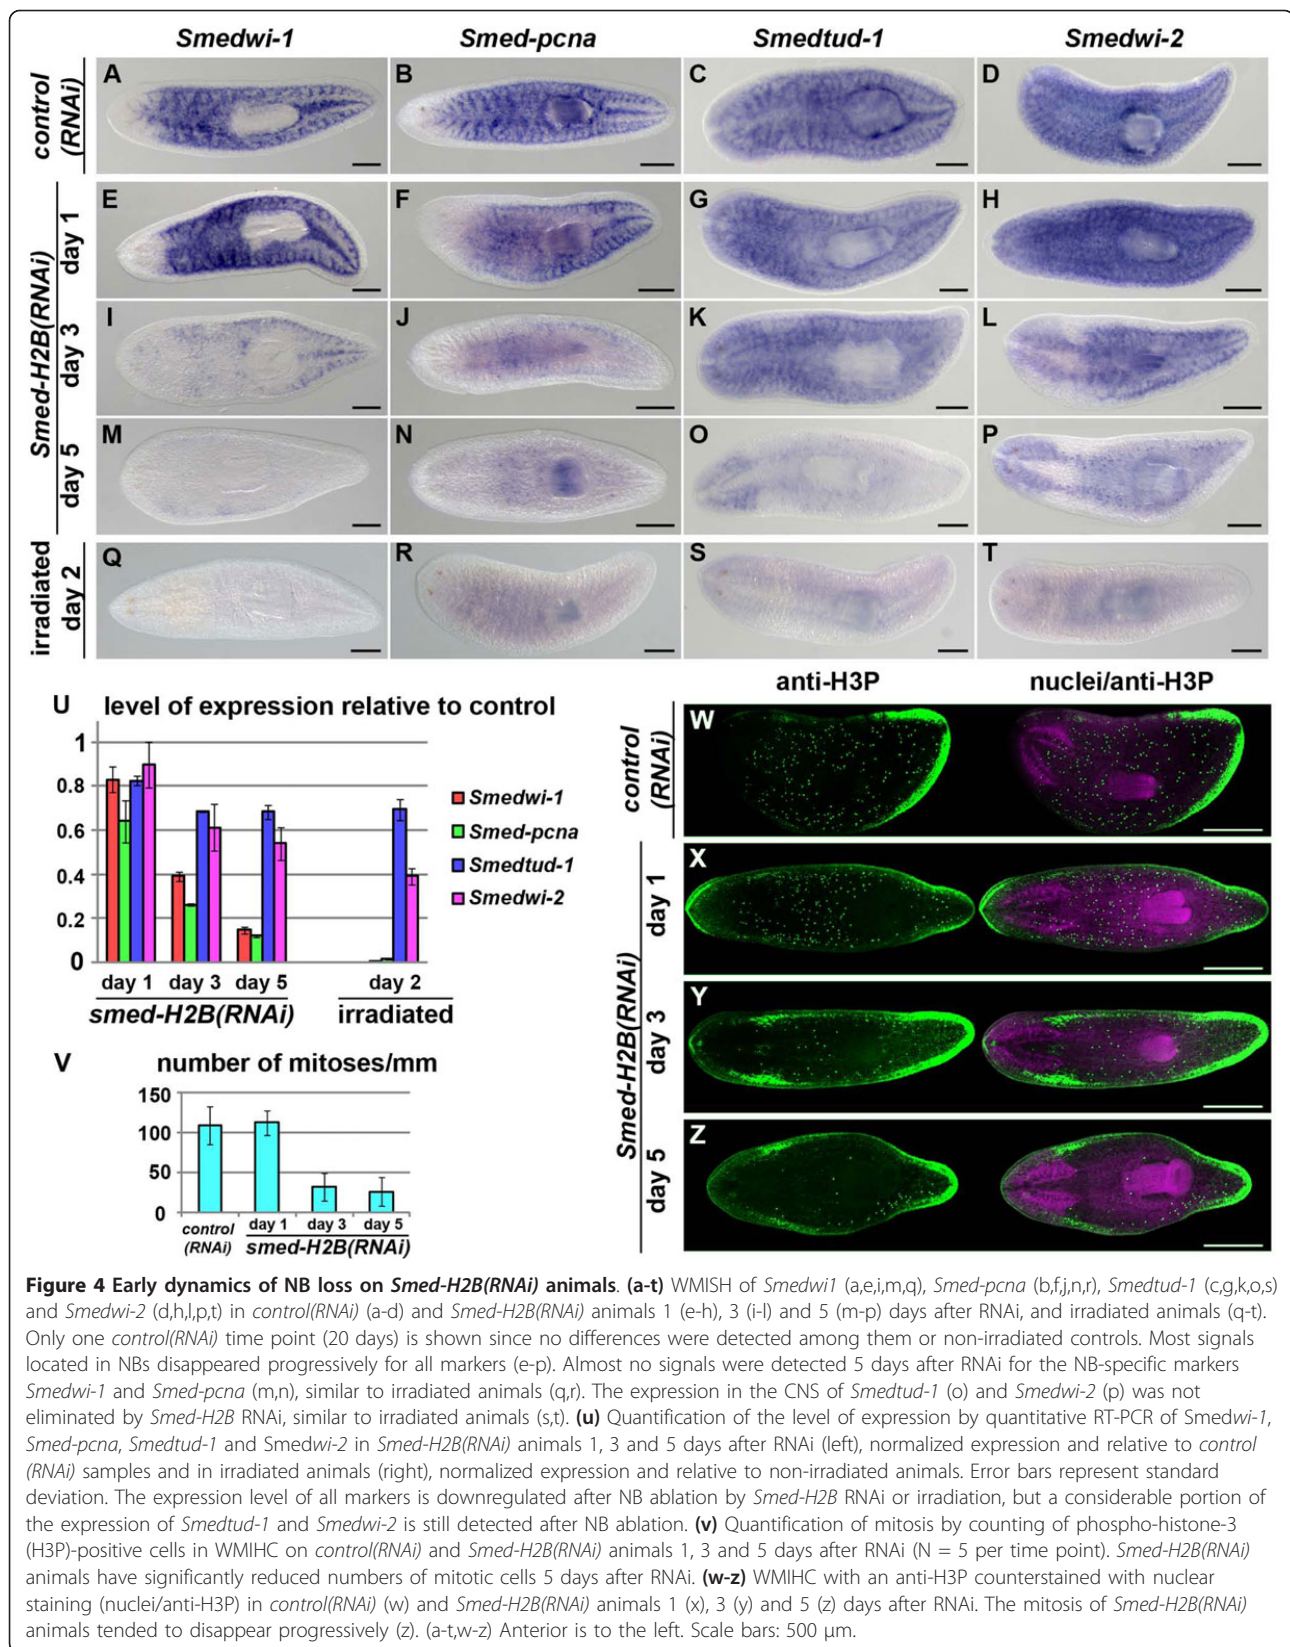 Smedwi-1 Smed-pcna Smedtud-1 Smedwi-2
control (RNAi)
A B C D
Smed-H2B(RNAi)
day 1
E F G H
day 3
I J K L
day 5
M N O P
irradiated day 2
Q R S T
U level of expression relative to control
1
0.8
0.6
0.4
0.2
0
Smedwi-1
Smed-pcna
Smedtud-1
Smedwi-2
day 1 day 3 day 5 day 2
smed-H2B(RNAi) irradiated
V number of mitoses/mm
150
100
50
0
control (RNAi) day 1 day 3 day 5
smed-H2B(RNAi)
anti-H3P nuclei/anti-H3P
control (RNAi)
W
Smed-H2B(RNAi)
day 1
X
day 3
Y
day 5
Z
Figure 4 Early dynamics of NB loss on Smed-H2B(RNAi) animals. (a-t) WMISH of Smedwi1 (a,e,i,m,q), Smed-pcna (b,f,j,n,r), Smedtud-1 (c,g,k,o,s)
and Smedwi-2 (d,h,l,p,t) in control(RNAi) (a-d) and Smed-H2B(RNAi) animals 1 (e-h), 3 (i-l) and 5 (m-p) days after RNAi, and irradiated animals (q-t).
Only one control(RNAi) time point (20 days) is shown since no differences were detected among them or non-irradiated controls. Most signals
located in NBs disappeared progressively for all markers (e-p). Almost no signals were detected 5 days after RNAi for the NB-specific markers
Smedwi-1 and Smed-pcna (m,n), similar to irradiated animals (q,r). The expression in the CNS of Smedtud-1 (o) and Smedwi-2 (p) was not
eliminated by Smed-H2B RNAi, similar to irradiated animals (s,t). (u) Quantification of the level of expression by quantitative RT-PCR of Smedwi-1,
Smed-pcna, Smedtud-1 and Smedwi-2 in Smed-H2B(RNAi) animals 1, 3 and 5 days after RNAi (left), normalized expression and relative to control
(RNAi) samples and in irradiated animals (right), normalized expression and relative to non-irradiated animals. Error bars represent standard
deviation. The expression level of all markers is downregulated after NB ablation by Smed-H2B RNAi or irradiation, but a considerable portion of
the expression of Smedtud-1 and Smedwi-2 is still detected after NB ablation. (v) Quantification of mitosis by counting of phospho-histone-3
(H3P)-positive cells in WMIHC on control(RNAi) and Smed-H2B(RNAi) animals 1, 3 and 5 days after RNAi (N = 5 per time point). Smed-H2B(RNAi)
animals have significantly reduced numbers of mitotic cells 5 days after RNAi. (w-z) WMIHC with an anti-H3P counterstained with nuclear
staining (nuclei/anti-H3P) in control(RNAi) (w) and Smed-H2B(RNAi) animals 1 (x), 3 (y) and 5 (z) days after RNAi. The mitosis of Smed-H2B(RNAi)
animals tended to disappear progressively (z). (a-t,w-z) Anterior is to the left. Scale bars: 500 μm.